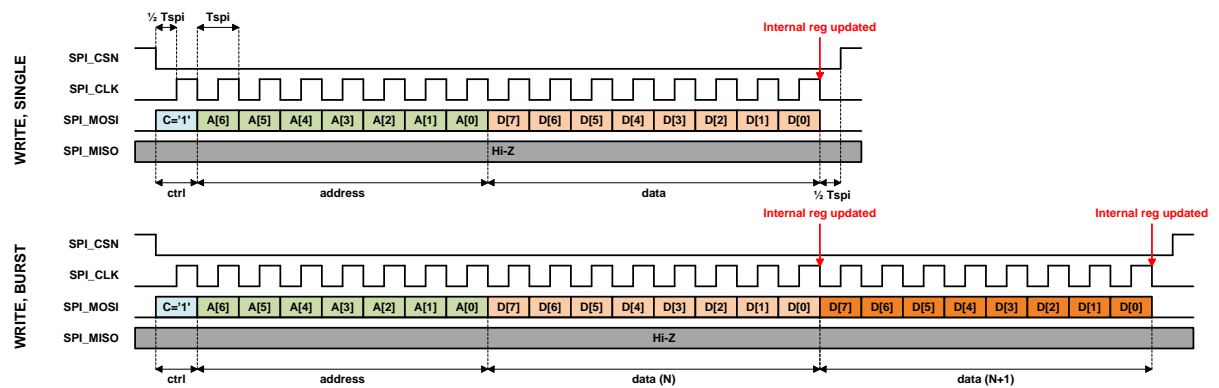 ½ Tspi Tspi
Internal reg updated
WRITE, SINGLE
SPI_CSN
SPI_CLK
SPI_MOSI C='1' A[6] A[5] A[4] A[3] A[2] A[1] A[0] D[7] D[6] D[5] D[4] D[3] D[2] D[1] D[0]
SPI_MISO Hi-Z
ctrl address data ½ Tspi
Internal reg updated Internal reg updated
WRITE, BURST
SPI_CSN
SPI_CLK
SPI_MOSI C='1' A[6] A[5] A[4] A[3] A[2] A[1] A[0] D[7] D[6] D[5] D[4] D[3] D[2] D[1] D[0] D[7] D[6] D[5] D[4] D[3] D[2] D[1] D[0]
SPI_MISO Hi-Z
ctrl address data (N) data (N+1)